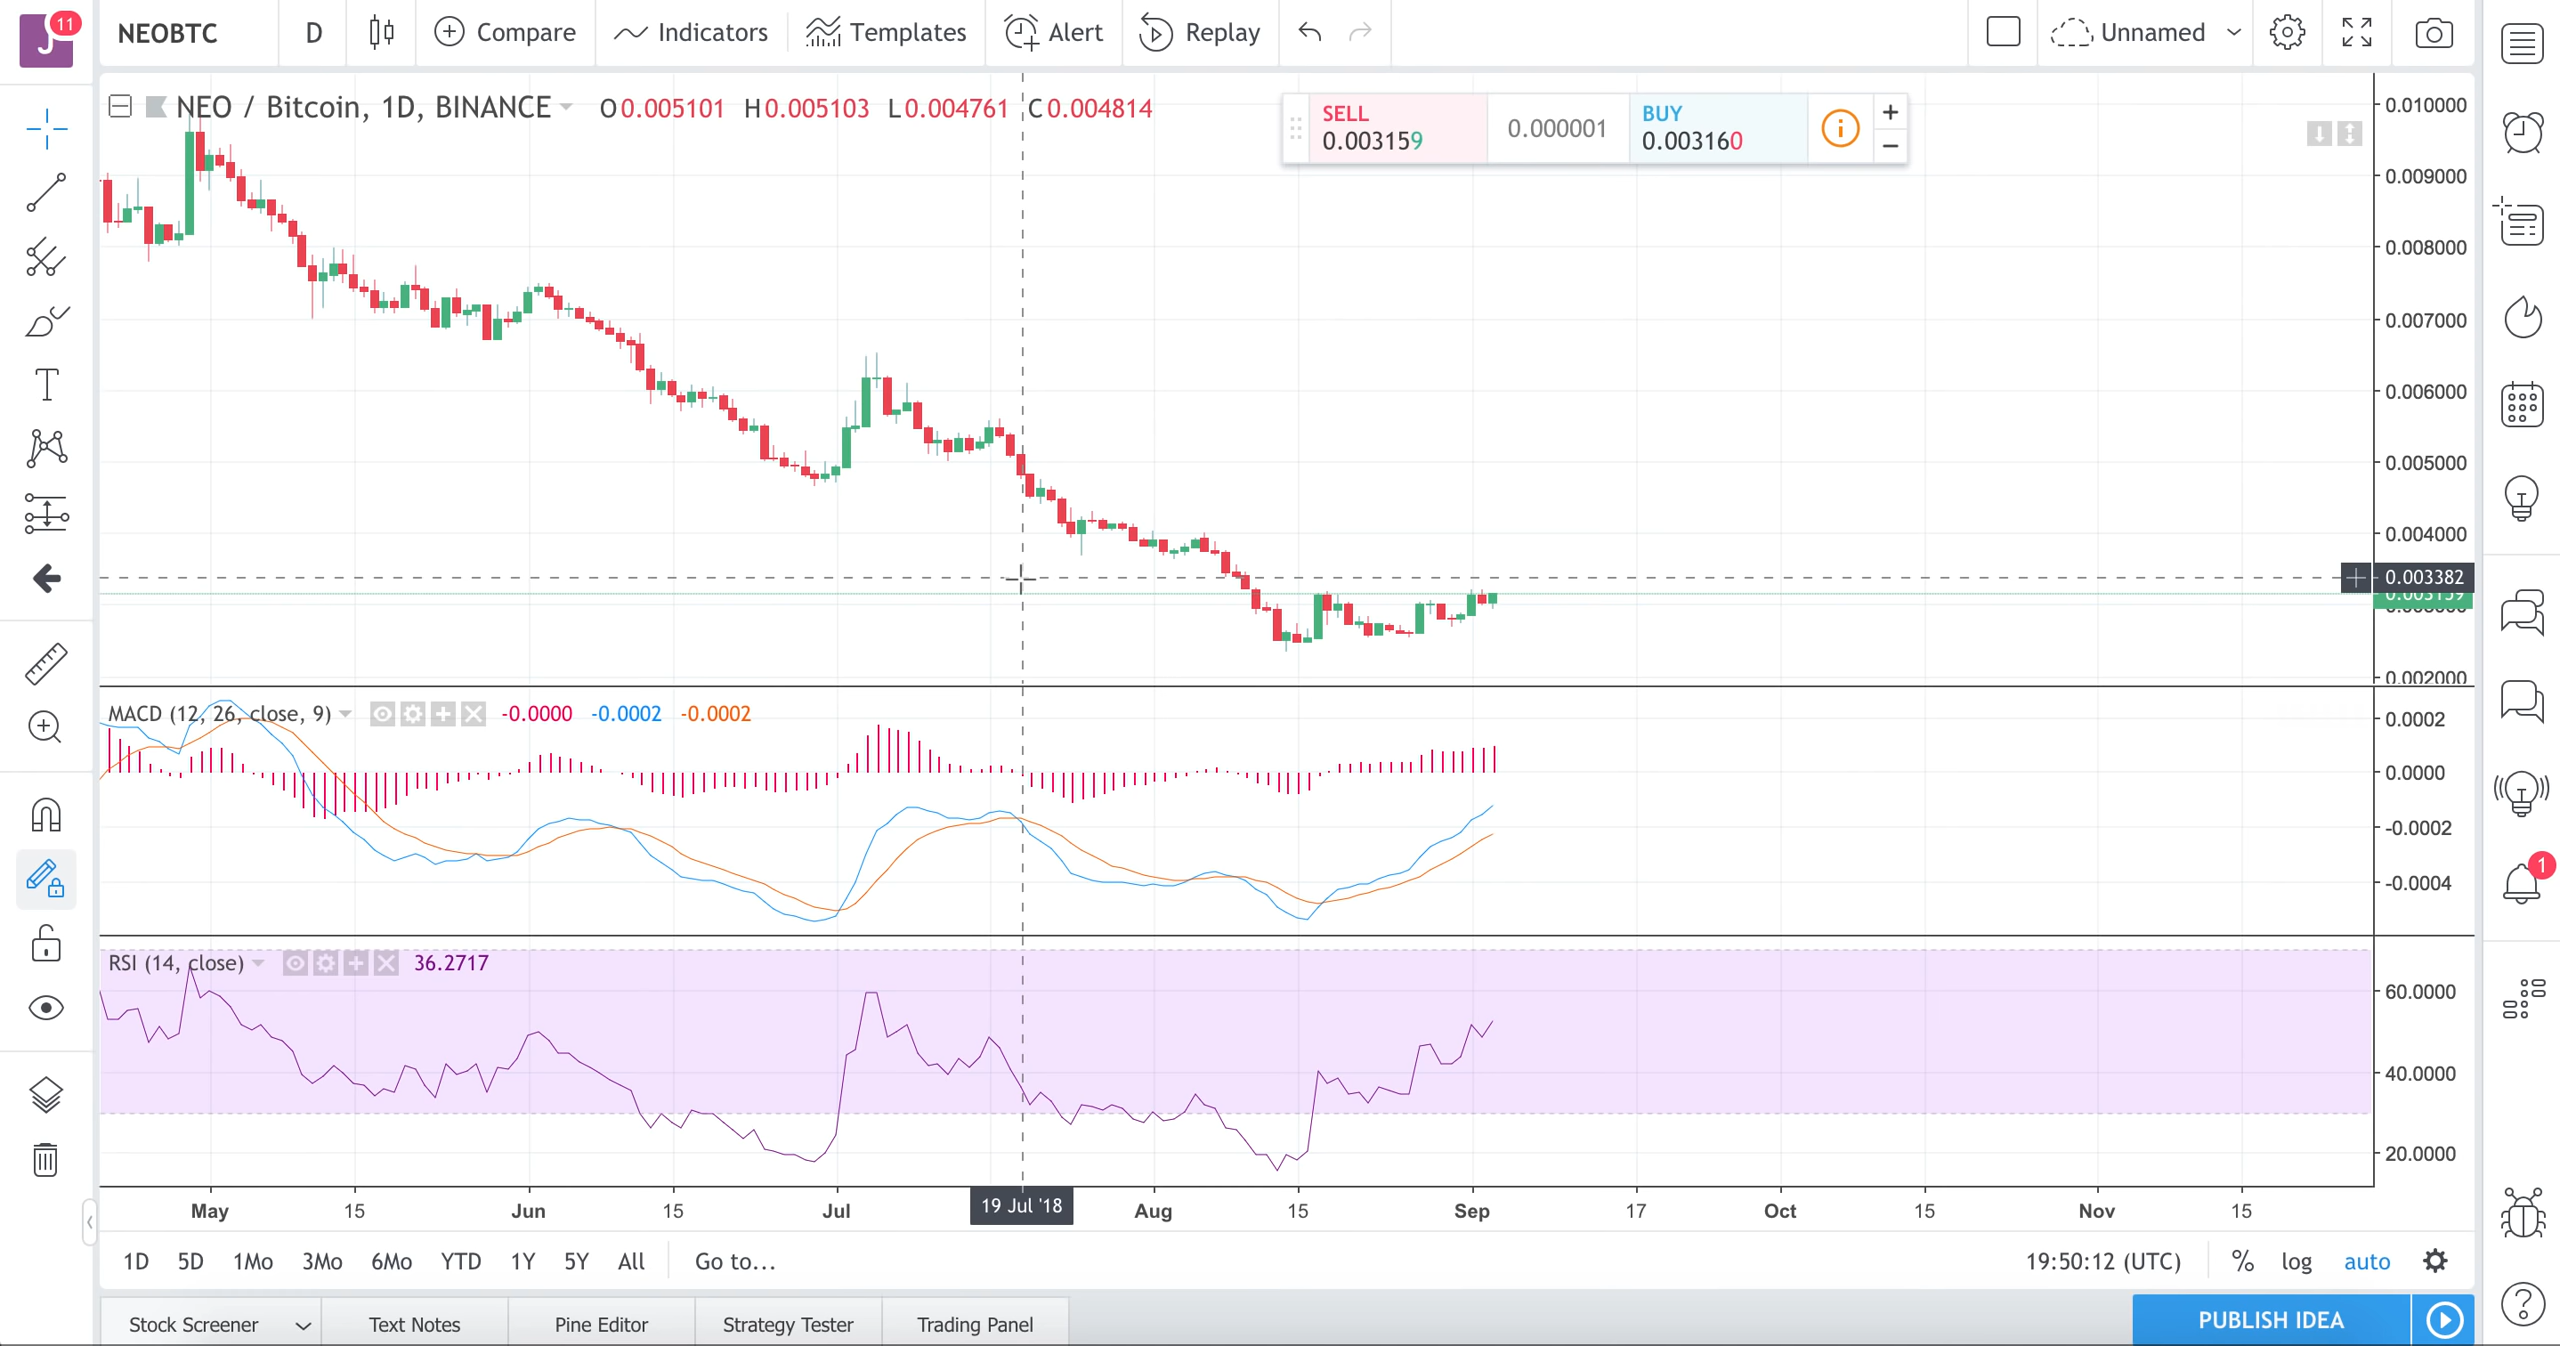 J 11
NEOBTC D Compare Indicators Templates Alert Replay Unnamed
NEO / Bitcoin, 1D, BINANCE O0.005101 H0.005103 L0.004761 C0.004814
SELL 0.000001 BUY
0.003159 0.003160
0.010000
0.009000
0.008000
0.007000
0.006000
0.005000
0.004000
0.003382
0.003159
0.002000
MACD (12, 26, close, 9) -0.0000 -0.0002 -0.0002
0.0002
0.0000
-0.0002
-0.0004
1
RSI (14, close) 36.2717
60.0000
40.0000
20.0000
May 15 Jun 15 Jul 19 Jul '18 Aug 15 Sep 17 Oct 15 Nov 15
1D 5D 1Mo 3Mo 6Mo YTD 1Y 5Y All Go to... 19:50:12 (UTC) % log auto
Stock Screener Text Notes Pine Editor Strategy Tester Trading Panel PUBLISH IDEA